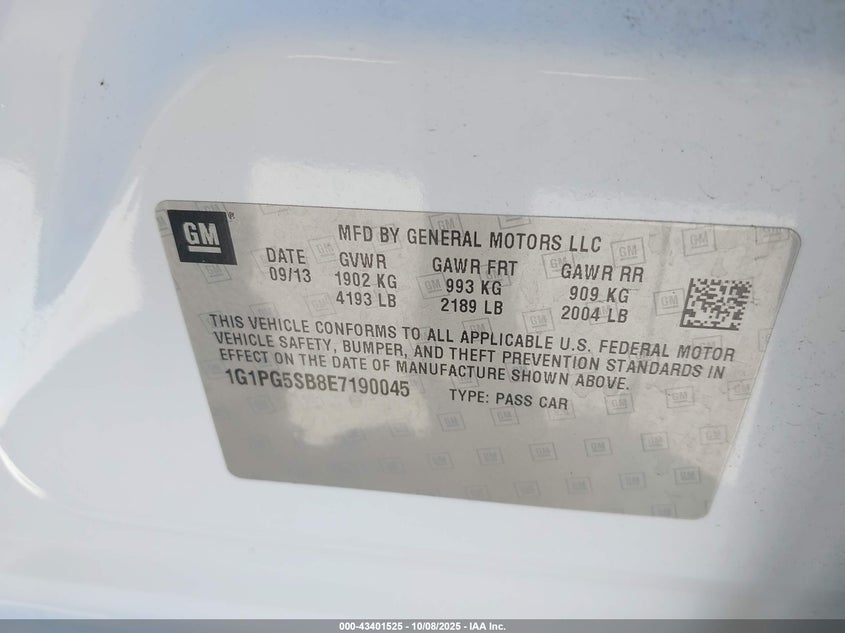 GM
MFD BY GENERAL MOTORS LLC
DATE GVWR GAWR FRT GAWR RR
09/13 1902 KG 993 KG 909 KG
4193 LB 2189 LB 2004 LB
THIS VEHICLE CONFORMS TO ALL APPLICABLE U.S. FEDERAL MOTOR
VEHICLE SAFETY, BUMPER, AND THEFT PREVENTION STANDARDS IN
EFFECT ON THE DATE OF MANUFACTURE SHOWN ABOVE.
1G1PG5SB8E7190045 TYPE: PASS CAR
000-43401525 - 10/08/2025 - IAA Inc.